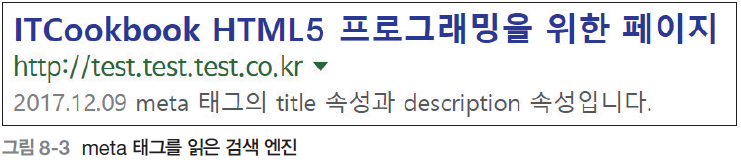 ITCookbook HTML5 프로그래밍을 위한 페이지
http://test.test.test.co.kr
2017.12.09 meta 태그의 title 속성과 description 속성입니다.
그림 8-3 meta 태그를 읽은 검색 엔진